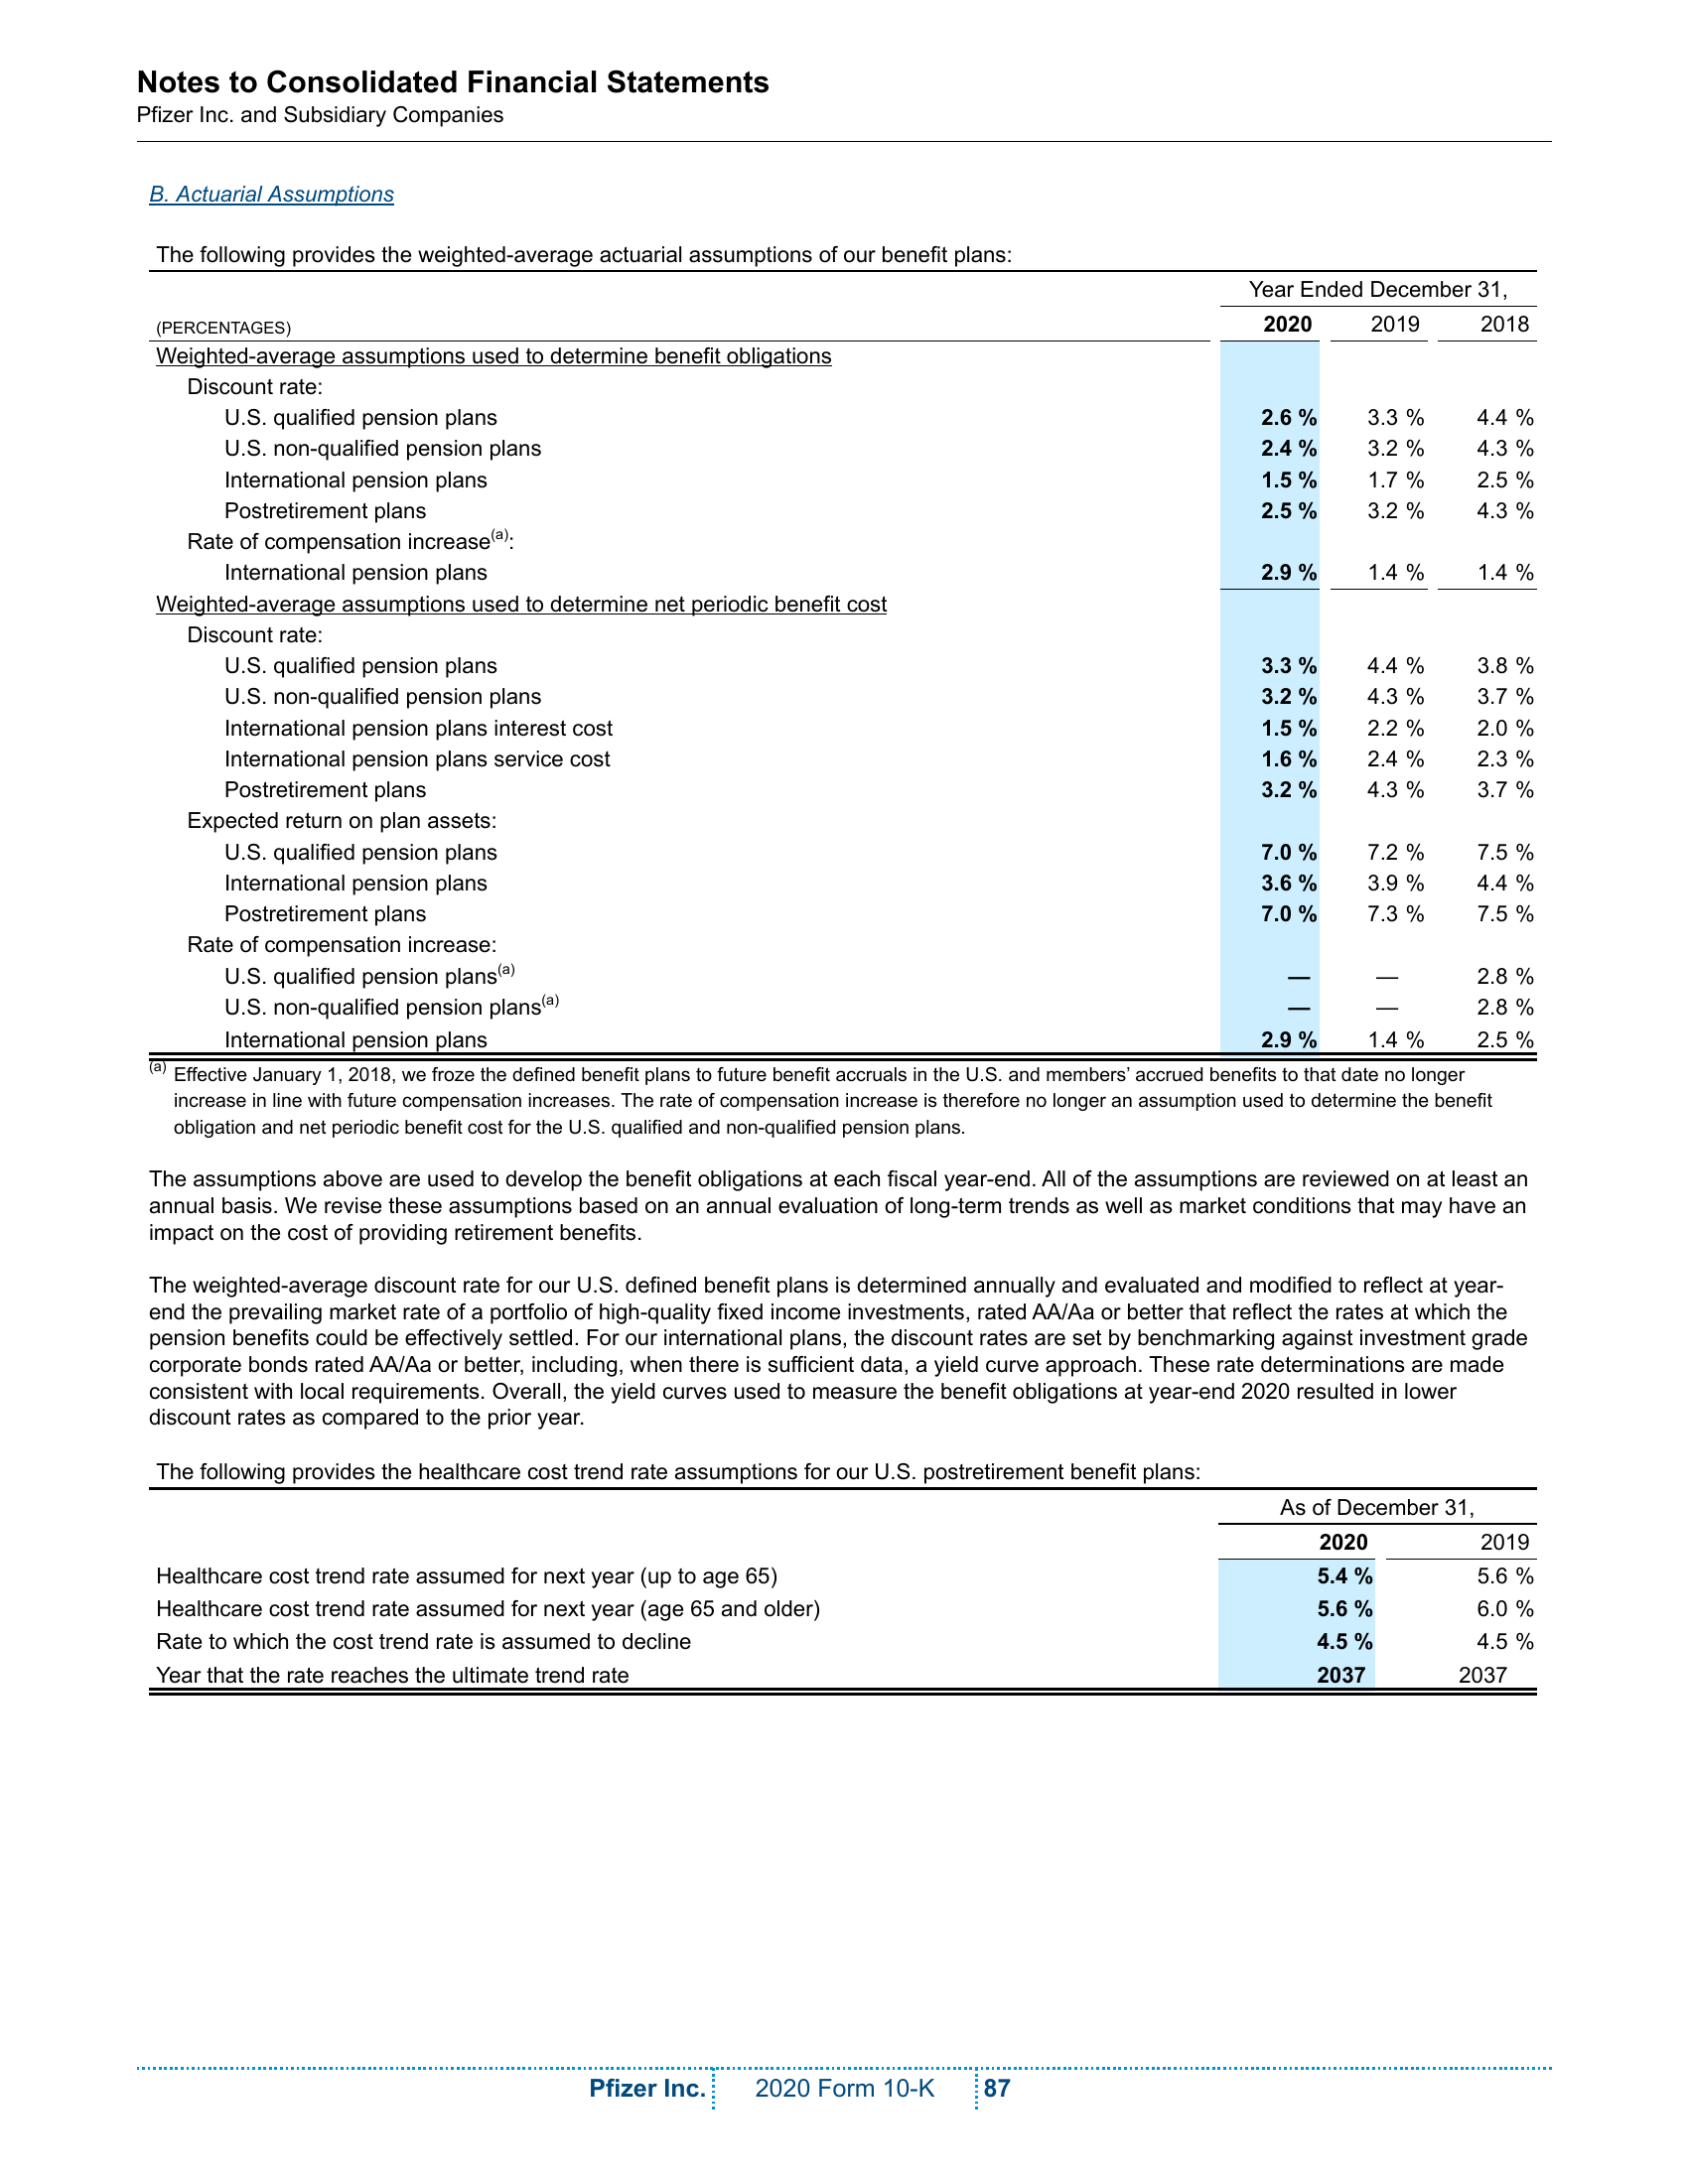 Notes to Consolidated Financial Statements
Pfizer Inc. and Subsidiary Companies
B. Actuarial Assumptions
The following provides the weighted-average actuarial assumptions of our benefit plans:
Year Ended December 31,
(PERCENTAGES) 2020 2019 2018
Weighted-average assumptions used to determine benefit obligations
Discount rate:
U.S. qualified pension plans 2.6 % 3.3 % 4.4 %
U.S. non-qualified pension plans 2.4 % 3.2 % 4.3 %
International pension plans 1.5 % 1.7 % 2.5 %
Postretirement plans 2.5 % 3.2 % 4.3 %
Rate of compensation increase(a):
International pension plans 2.9 % 1.4 % 1.4 %
Weighted-average assumptions used to determine net periodic benefit cost
Discount rate:
U.S. qualified pension plans 3.3 % 4.4 % 3.8 %
U.S. non-qualified pension plans 3.2 % 4.3 % 3.7 %
International pension plans interest cost 1.5 % 2.2 % 2.0 %
International pension plans service cost 1.6 % 2.4 % 2.3 %
Postretirement plans 3.2 % 4.3 % 3.7 %
Expected return on plan assets:
U.S. qualified pension plans 7.0 % 7.2 % 7.5 %
International pension plans 3.6 % 3.9 % 4.4 %
Postretirement plans 7.0 % 7.3 % 7.5 %
Rate of compensation increase:
U.S. qualified pension plans(a) — — 2.8 %
U.S. non-qualified pension plans(a) — — 2.8 %
International pension plans 2.9 % 1.4 % 2.5 %
(a) Effective January 1, 2018, we froze the defined benefit plans to future benefit accruals in the U.S. and members’ accrued benefits to that date no longer
increase in line with future compensation increases. The rate of compensation increase is therefore no longer an assumption used to determine the benefit
obligation and net periodic benefit cost for the U.S. qualified and non-qualified pension plans.
The assumptions above are used to develop the benefit obligations at each fiscal year-end. All of the assumptions are reviewed on at least an
annual basis. We revise these assumptions based on an annual evaluation of long-term trends as well as market conditions that may have an
impact on the cost of providing retirement benefits.
The weighted-average discount rate for our U.S. defined benefit plans is determined annually and evaluated and modified to reflect at year-
end the prevailing market rate of a portfolio of high-quality fixed income investments, rated AA/Aa or better that reflect the rates at which the
pension benefits could be effectively settled. For our international plans, the discount rates are set by benchmarking against investment grade
corporate bonds rated AA/Aa or better, including, when there is sufficient data, a yield curve approach. These rate determinations are made
consistent with local requirements. Overall, the yield curves used to measure the benefit obligations at year-end 2020 resulted in lower
discount rates as compared to the prior year.
The following provides the healthcare cost trend rate assumptions for our U.S. postretirement benefit plans:
As of December 31,
2020 2019
Healthcare cost trend rate assumed for next year (up to age 65) 5.4 % 5.6 %
Healthcare cost trend rate assumed for next year (age 65 and older) 5.6 % 6.0 %
Rate to which the cost trend rate is assumed to decline 4.5 % 4.5 %
Year that the rate reaches the ultimate trend rate 2037 2037
Pfizer Inc. 2020 Form 10-K 87